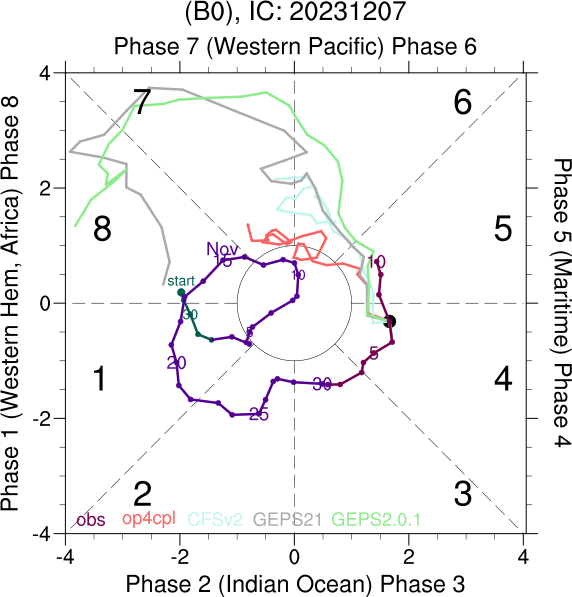 (B0), IC: 20231207
Phase 7 (Western Pacific) Phase 6
4
7
6
Phase 1 (Western Hem, Africa) Phase 8
Phase 5 (Maritime) Phase 4
2
8
5
Nov
15
10
10
start
0
30
5
5
20
1
4
30
25
-2
2
3
obs op4cpl CFSv2 GEPS21 GEPS2.0.1
-4
-4 -2 0 2 4
Phase 2 (Indian Ocean) Phase 3